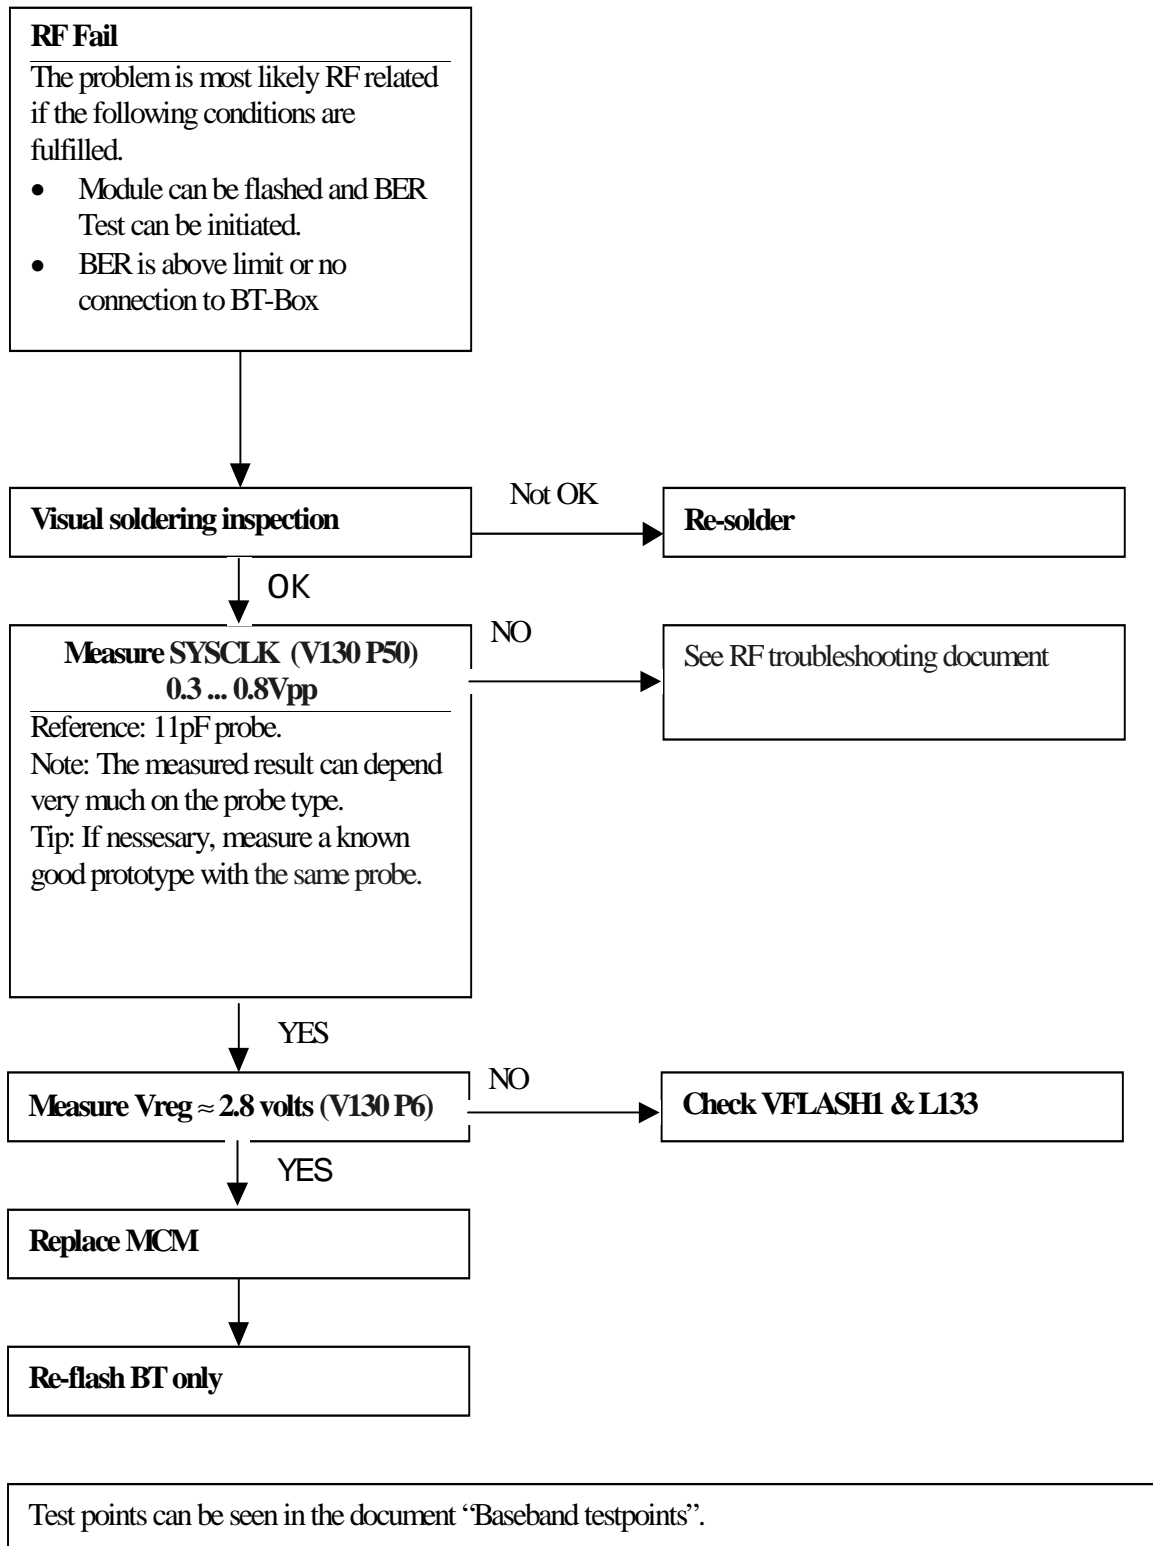 RF Fail
The problem is most likely RF related
if the following conditions are
fulfilled.
• Module can be flashed and BER
Test can be initiated.
• BER is above limit or no
connection to BT-Box
Visual soldering inspection
Not OK
Re-solder
OK
Measure SYSCLK (V130 P50)
0.3 ... 0.8Vpp
Reference: 11pF probe.
Note: The measured result can depend
very much on the probe type.
Tip: If nessesary, measure a known
good prototype with the same probe.
NO
See RF troubleshooting document
YES
Measure Vreg ≈ 2.8 volts (V130 P6)
NO
Check VFLASH1 & L133
YES
Replace MCM
Re-flash BT only
Test points can be seen in the document “Baseband testpoints”.